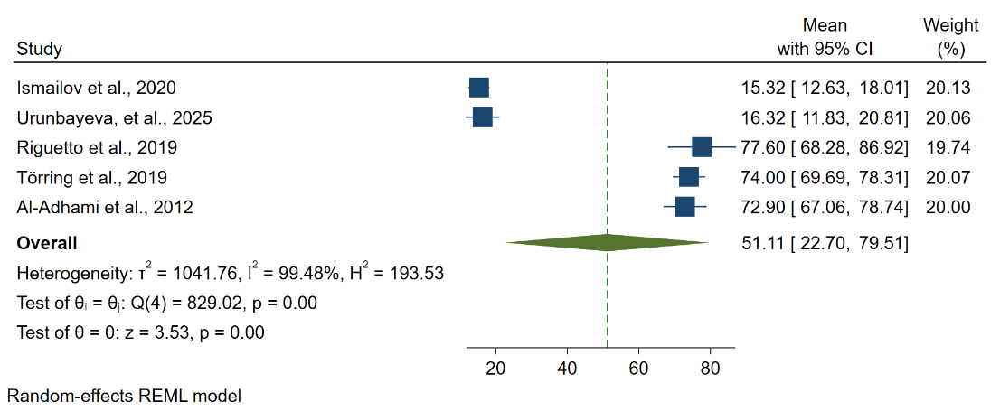 Mean Weight
Study with 95% CI (%)
Ismailov et al., 2020 15.32 [ 12.63, 18.01] 20.13
Urunbayeva, et al., 2025 16.32 [ 11.83, 20.81] 20.06
Riguetto et al., 2019 77.60 [ 68.28, 86.92] 19.74
Törring et al., 2019 74.00 [ 69.69, 78.31] 20.07
Al-Adhami et al., 2012 72.90 [ 67.06, 78.74] 20.00
Overall 51.11 [ 22.70, 79.51]
Heterogeneity: τ² = 1041.76, I² = 99.48%, H² = 193.53
Test of θᵢ = θⱼ: Q(4) = 829.02, p = 0.00
Test of θ = 0: z = 3.53, p = 0.00
20 40 60 80
Random-effects REML model